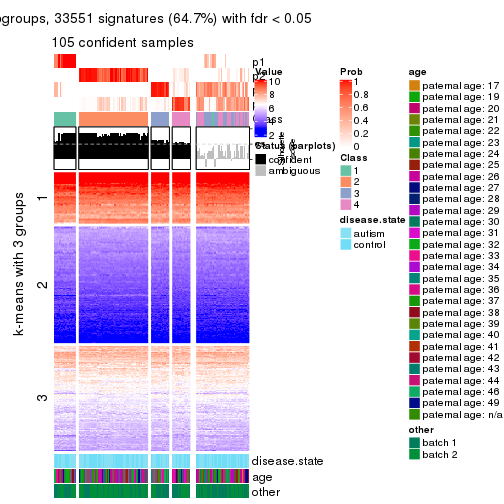 groups, 33551 signatures (64.7%) with fdr < 0.05
105 confident samples
p1
p2
Value
10
8
6
4
2
Status (barplots)
confident
ambiguous
Prob
1
0.8
0.6
0.4
0.2
0
Class
1
2
3
4
disease.state
autism
control
age
paternal age: 17
paternal age: 19
paternal age: 20
paternal age: 21
paternal age: 22
paternal age: 23
paternal age: 24
paternal age: 25
paternal age: 26
paternal age: 27
paternal age: 28
paternal age: 29
paternal age: 30
paternal age: 31
paternal age: 32
paternal age: 33
paternal age: 34
paternal age: 35
paternal age: 36
paternal age: 37
paternal age: 38
paternal age: 39
paternal age: 40
paternal age: 41
paternal age: 42
paternal age: 43
paternal age: 44
paternal age: 46
paternal age: 49
paternal age: n/a
other
batch 1
batch 2
k-means with 3 groups
1
2
3
disease.state
age
other